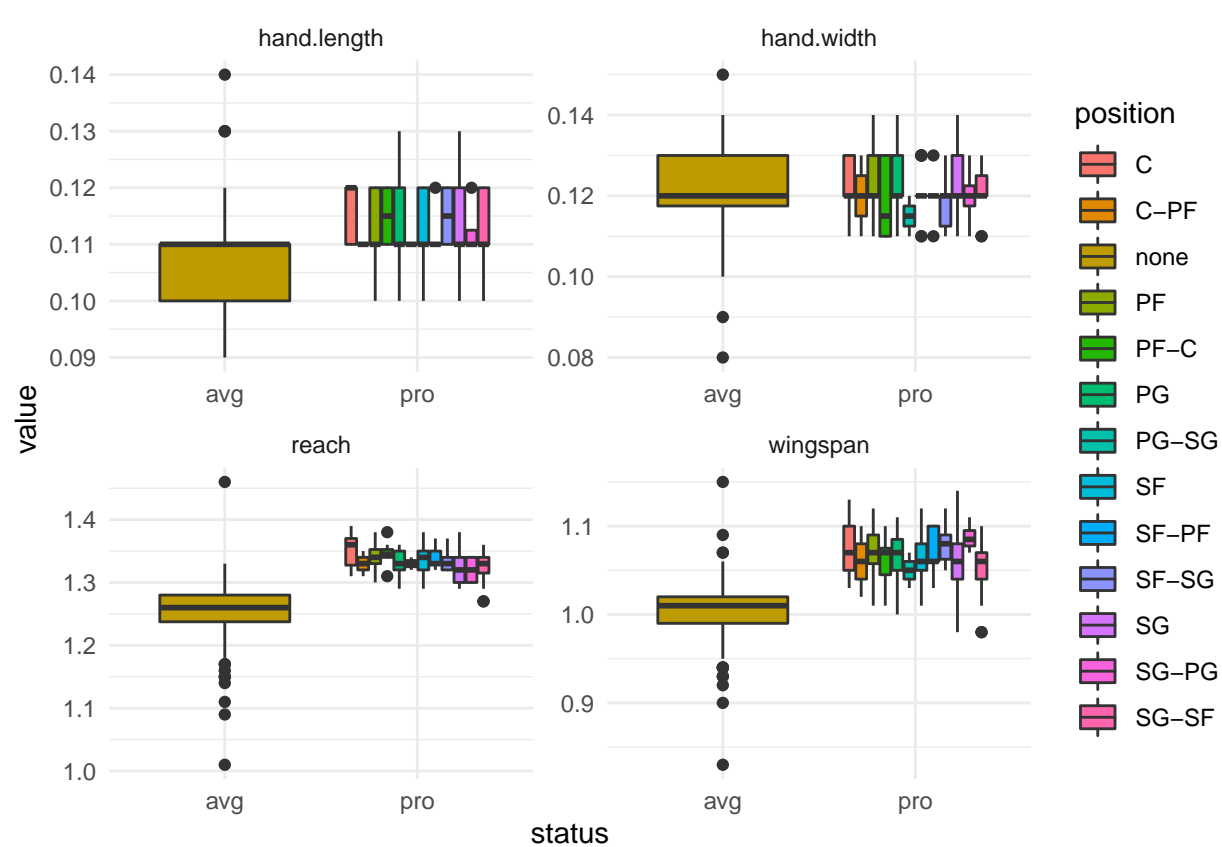 hand.length
hand.width
0.14
0.13
0.12
0.11
0.10
0.09
0.14
0.12
0.10
0.08
avg
pro
avg
pro
reach
wingspan
1.4
1.3
1.2
1.1
1.0
1.1
1.0
0.9
avg
pro
avg
pro
value
status
position
C
C−PF
none
PF
PF−C
PG
PG−SG
SF
SF−PF
SF−SG
SG
SG−PG
SG−SF